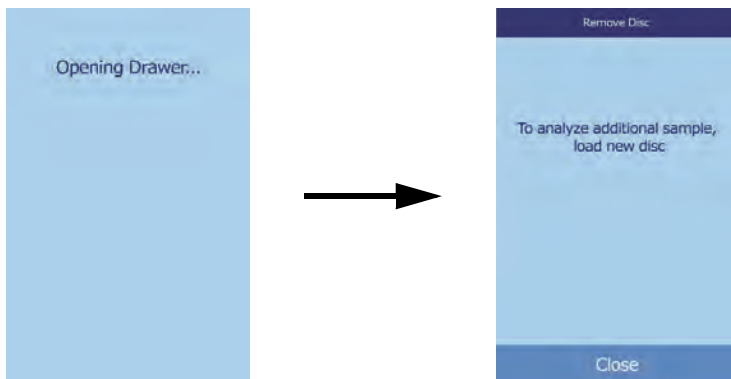 Opening Drawer...
Remove Disc
To analyze additional sample,
load new disc
Close